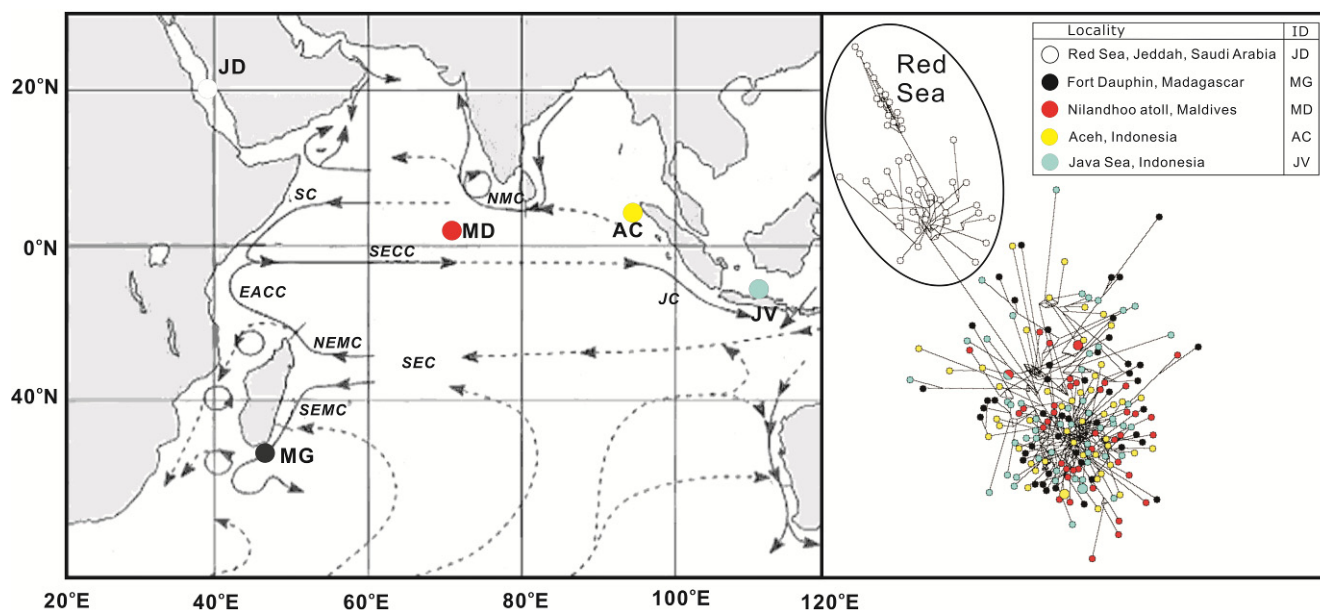 Locality ID
Red Sea, Jeddah, Saudi Arabia JD
Fort Dauphin, Madagascar MG
Nilandhoo atoll, Maldives MD
Aceh, Indonesia AC
Java Sea, Indonesia JV
Red
Sea
JD
20°N
SC
NMC
MD
AC
0°N
SECC
EACC
JC
JV
NEMC
SEC
40°N
SEMC
MG
20°E 40°E 60°E 80°E 100°E 120°E